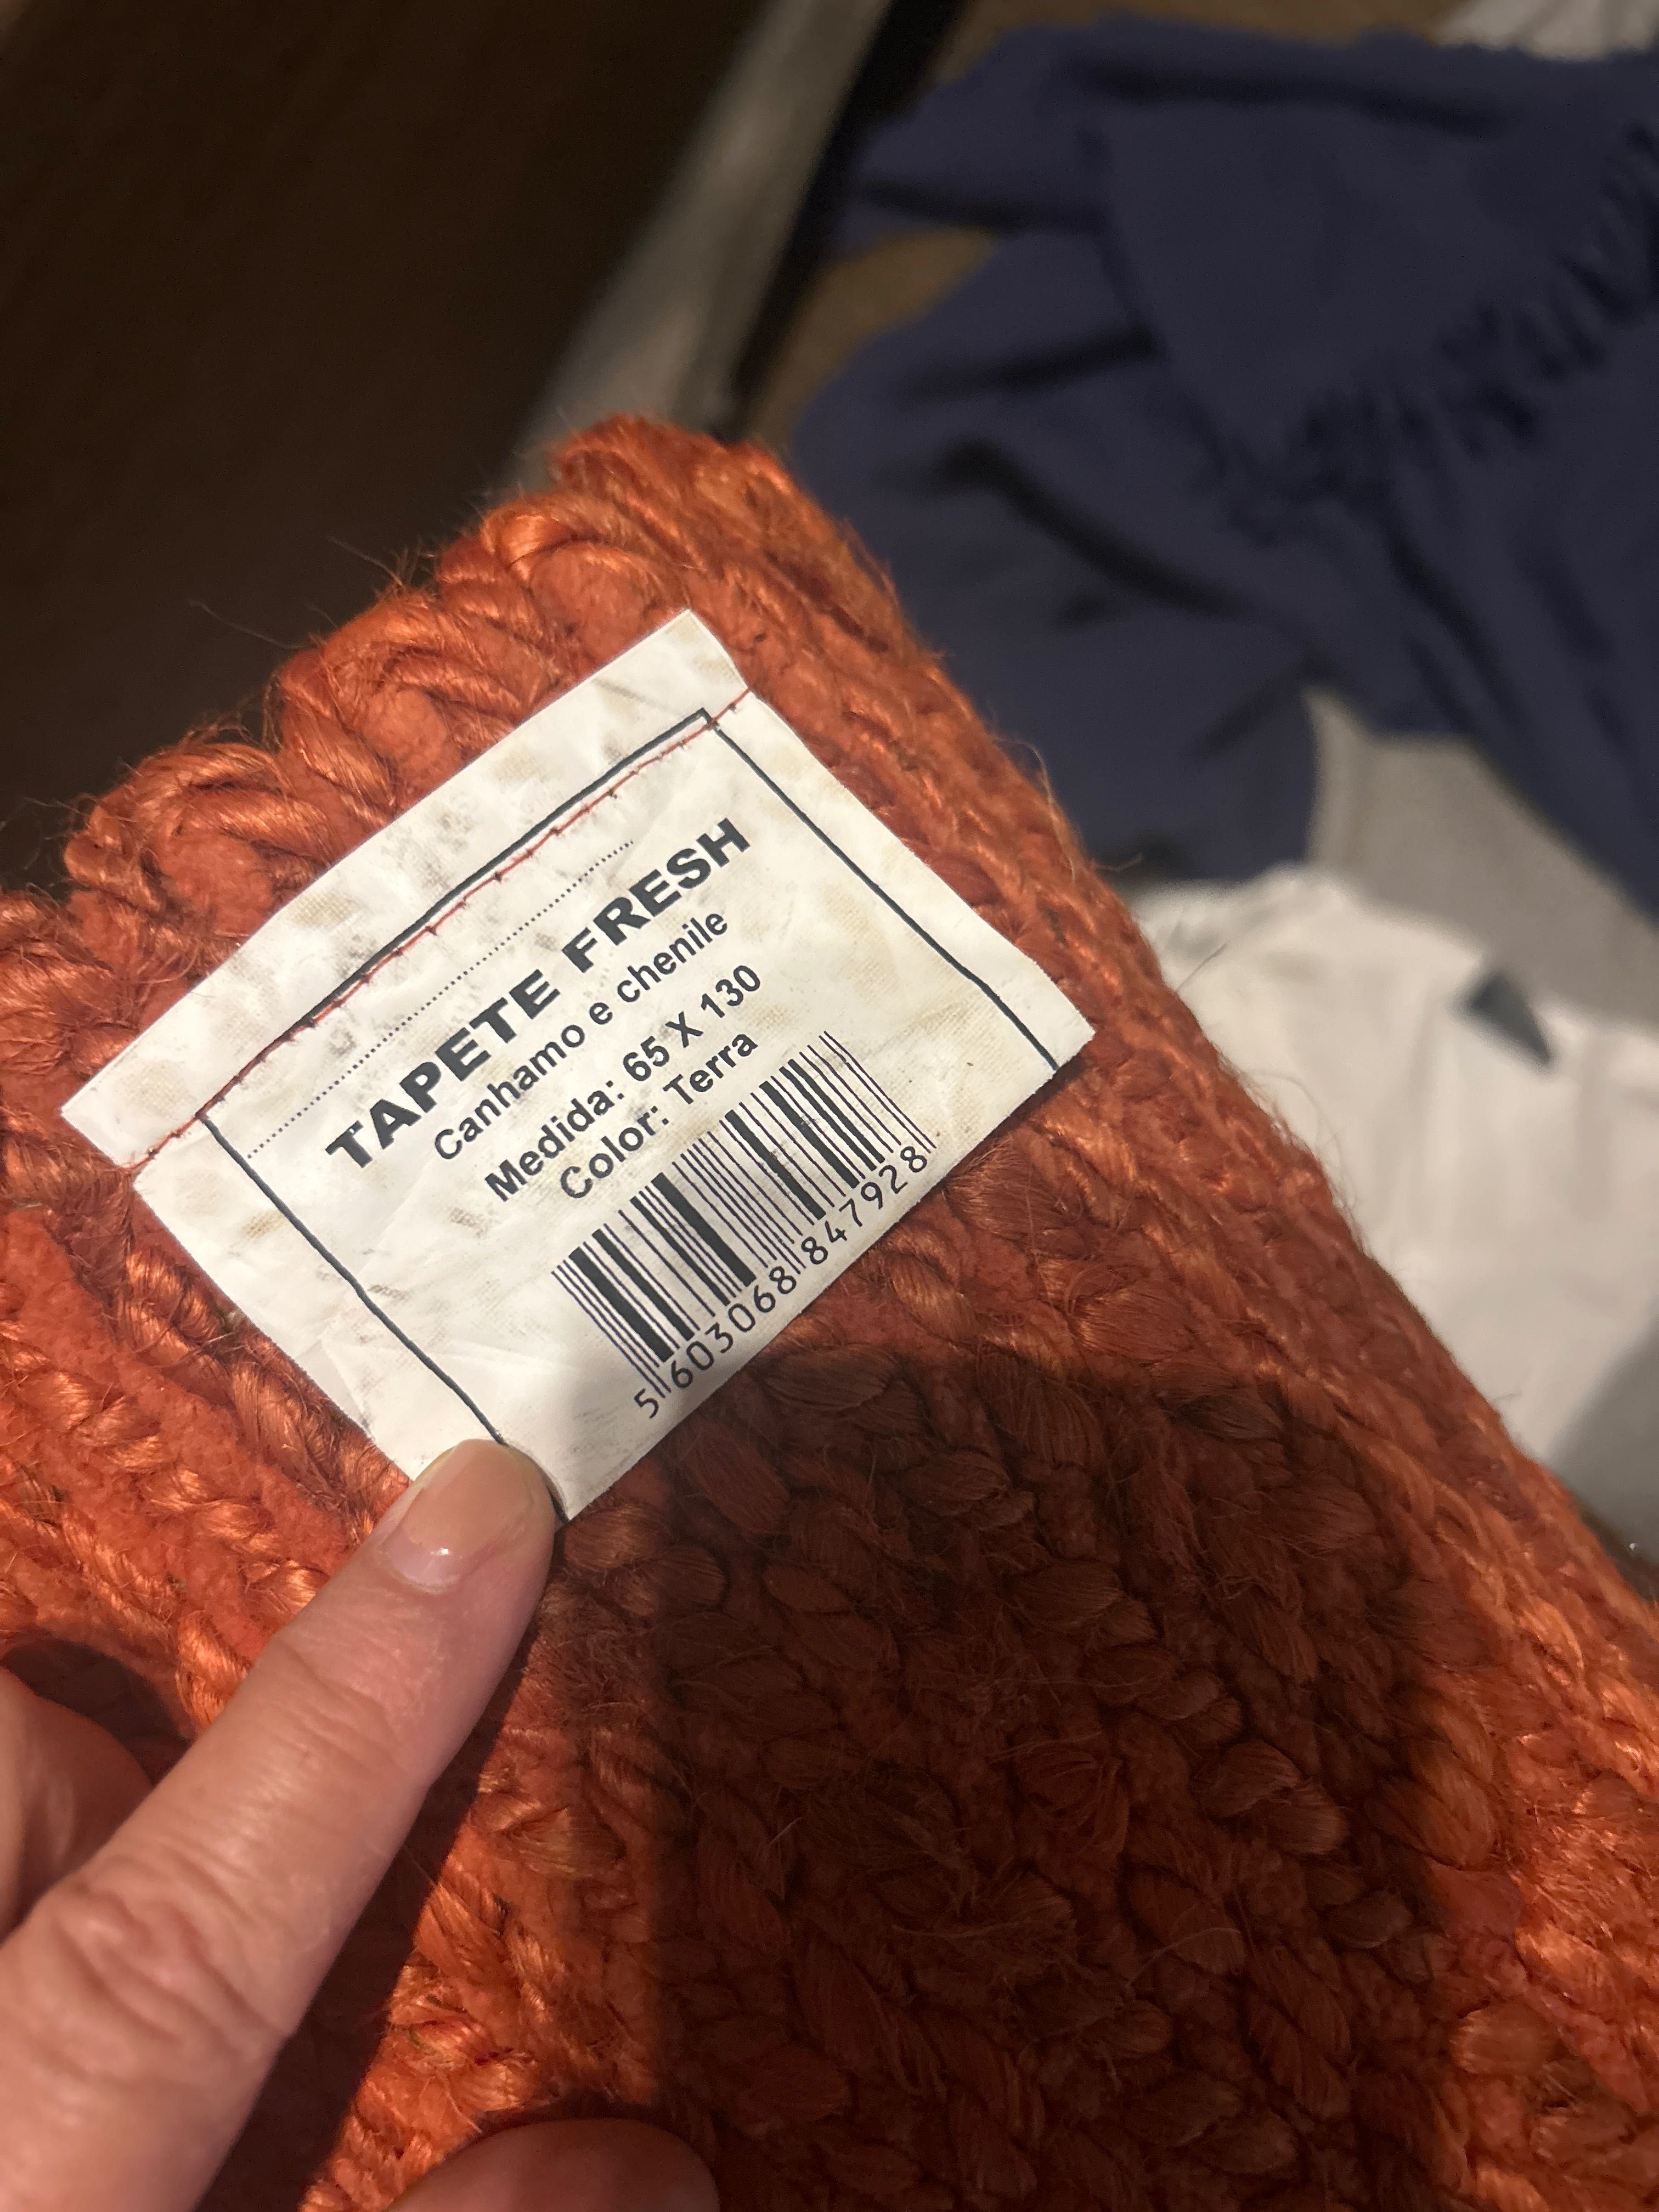 TAPETE FRESH
Canhamo e chenile
Medida: 65 X 130
Color: Terra
5 603068 847928